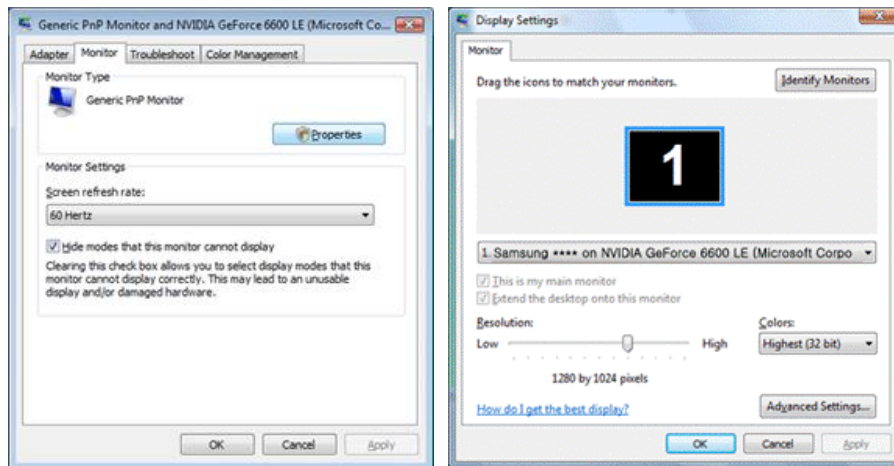 Generic PnP Monitor and NVIDIA GeForce 6600 LE (Microsoft Co...
Adapter Monitor Troubleshoot Color Management
Monitor Type
Generic PnP Monitor
Properties
Monitor Settings
Screen refresh rate:
60 Hertz
Hide modes that this monitor cannot display
Clearing this check box allows you to select display modes that this
monitor cannot display correctly. This may lead to an unusable
display and/or damaged hardware.
OK Cancel Apply
Display Settings
Monitor
Drag the icons to match your monitors.
Identify Monitors
1
1. Samsung **** on NVIDIA GeForce 6600 LE (Microsoft Corpo
This is my main monitor
Extend the desktop onto this monitor
Resolution:
Colors:
Low High
Highest (32 bit)
1280 by 1024 pixels
How do I get the best display?
Advanced Settings...
OK Cancel Apply